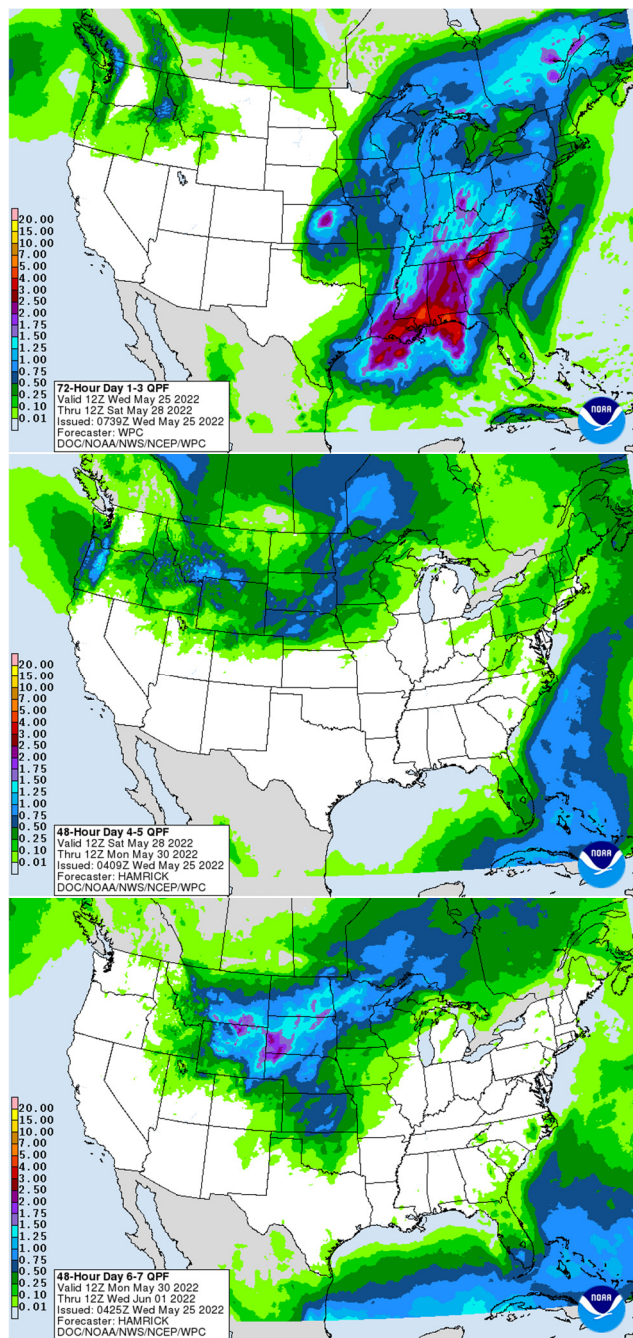 20.00
15.00
10.00
7.00
5.00
4.00
3.00
2.50
2.00
1.75
1.50
1.25
1.00
0.75
0.50
0.25
0.10
0.01
72-Hour Day 1-3 QPF
Valid 12Z Wed May 25 2022
Thru 12Z Sat May 28 2022
Issued: 0739Z Wed May 25 2022
Forecaster: WPC
DOC/NOAA/NWS/NCEP/WPC
NOAA
20.00
15.00
10.00
7.00
5.00
4.00
3.00
2.50
2.00
1.75
1.50
1.25
1.00
0.75
0.50
0.25
0.10
0.01
48-Hour Day 4-5 QPF
Valid 12Z Sat May 28 2022
Thru 12Z Mon May 30 2022
Issued: 0409Z Wed May 25 2022
Forecaster: HAMRICK
DOC/NOAA/NWS/NCEP/WPC
NOAA
20.00
15.00
10.00
7.00
5.00
4.00
3.00
2.50
2.00
1.75
1.50
1.25
1.00
0.75
0.50
0.25
0.10
0.01
48-Hour Day 6-7 QPF
Valid 12Z Mon May 30 2022
Thru 12Z Wed Jun 01 2022
Issued: 0425Z Wed May 25 2022
Forecaster: HAMRICK
DOC/NOAA/NWS/NCEP/WPC
NOAA